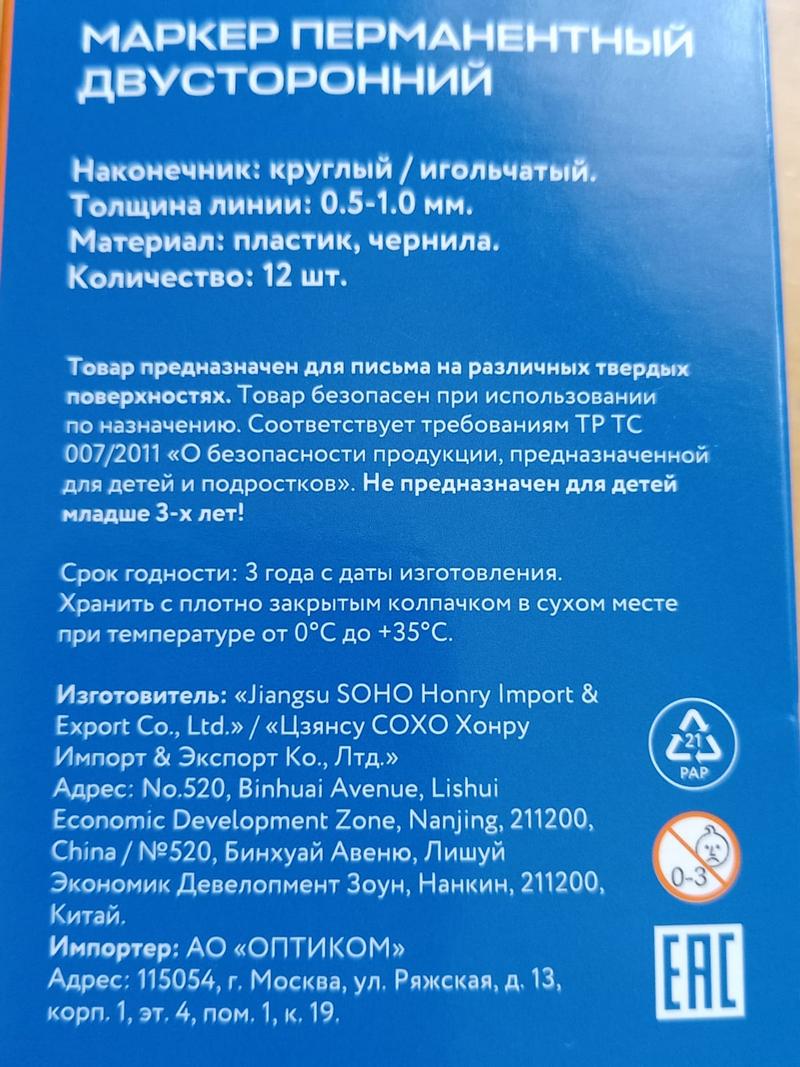 МАРКЕР ПЕРМАНЕНТНЫЙ
ДВУСТОРОННИЙ
Наконечник: круглый / игольчатый.
Толщина линии: 0.5-1.0 мм.
Материал: пластик, чернила.
Количество: 12 шт.
Товар предназначен для письма на различных твердых
поверхностях. Товар безопасен при использовании
по назначению. Соответствует требованиям ТР ТС
007/2011 «О безопасности продукции, предназначенной
для детей и подростков». Не предназначен для детей
младше 3-х лет!
Срок годности: 3 года с даты изготовления.
Хранить с плотно закрытым колпачком в сухом месте
при температуре от 0°С до +35°С.
Изготовитель: «Jiangsu SOHO Honry Import &
Export Co., Ltd.» / «Цзянсу СОХО Хонру
Импорт & Экспорт Ко., Лтд.»
Адрес: No.520, Binhuai Avenue, Lishui
Economic Development Zone, Nanjing, 211200,
China / №520, Бинхуай Авеню, Лишуй
Экономик Девелопмент Зоун, Нанкин, 211200,
Китай.
Импортер: АО «ОПТИКОМ»
Адрес: 115054, г. Москва, ул. Ряжская, д. 13,
корп. 1, эт. 4, пом. 1, к. 19.
21
PAP
0-3
EAC